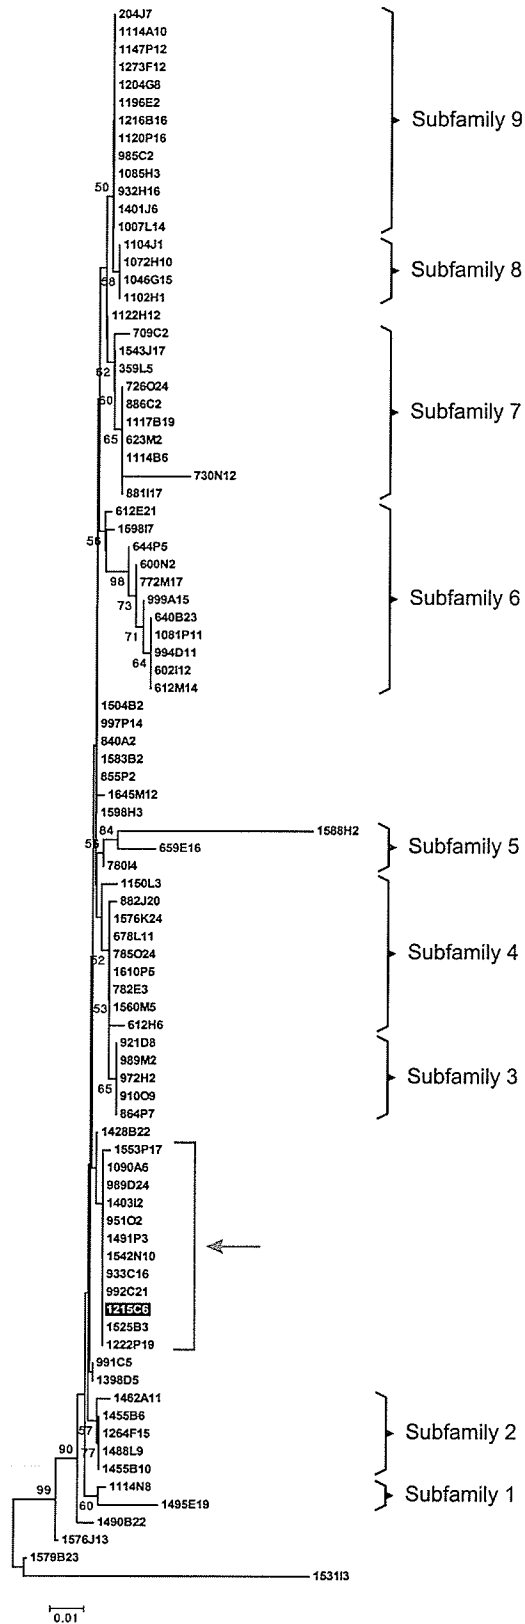 204J7
1114A10
1147P12
1273F12
1204G8
1196E2
1216B16
Subfamily 9
1120P16
985C2
1085H3
50
932H16
1401J6
1007L14
1104J1
1072H10
Subfamily 8
58
1046G15
1102H1
1122H12
709C2
1543J17
52
359L5
726O24
60
886C2
Subfamily 7
1117B19
65
623M2
1114B6
730N12
881I17
612E21
1598I7
56
644P5
600N2
98
772M17
999A15
Subfamily 6
73
640B23
71
1081P11
994D11
64
602I12
612M14
1504B2
997P14
840A2
1583B2
855P2
1645M12
1598H3
84
1588H2
659E16
Subfamily 5
780I4
1150L3
882J20
1576K24
678L11
785O24
Subfamily 4
52
1610P5
782E3
53
1560M5
612H6
921D8
989M2
972H2
Subfamily 3
65
910O9
864P7
1428B22
1553P17
1090A6
989D24
1403I2
951O2
1491P3
1542N10
933C16
992C21
1215C6
1525B3
1222P19
991C5
1398D5
1462A11
1455B6
57
1264F15
Subfamily 2
90
77
1488L9
1455B10
1114N8
99
60
1495E19
Subfamily 1
1490B22
1576J13
1579B23
1531I3
0.01